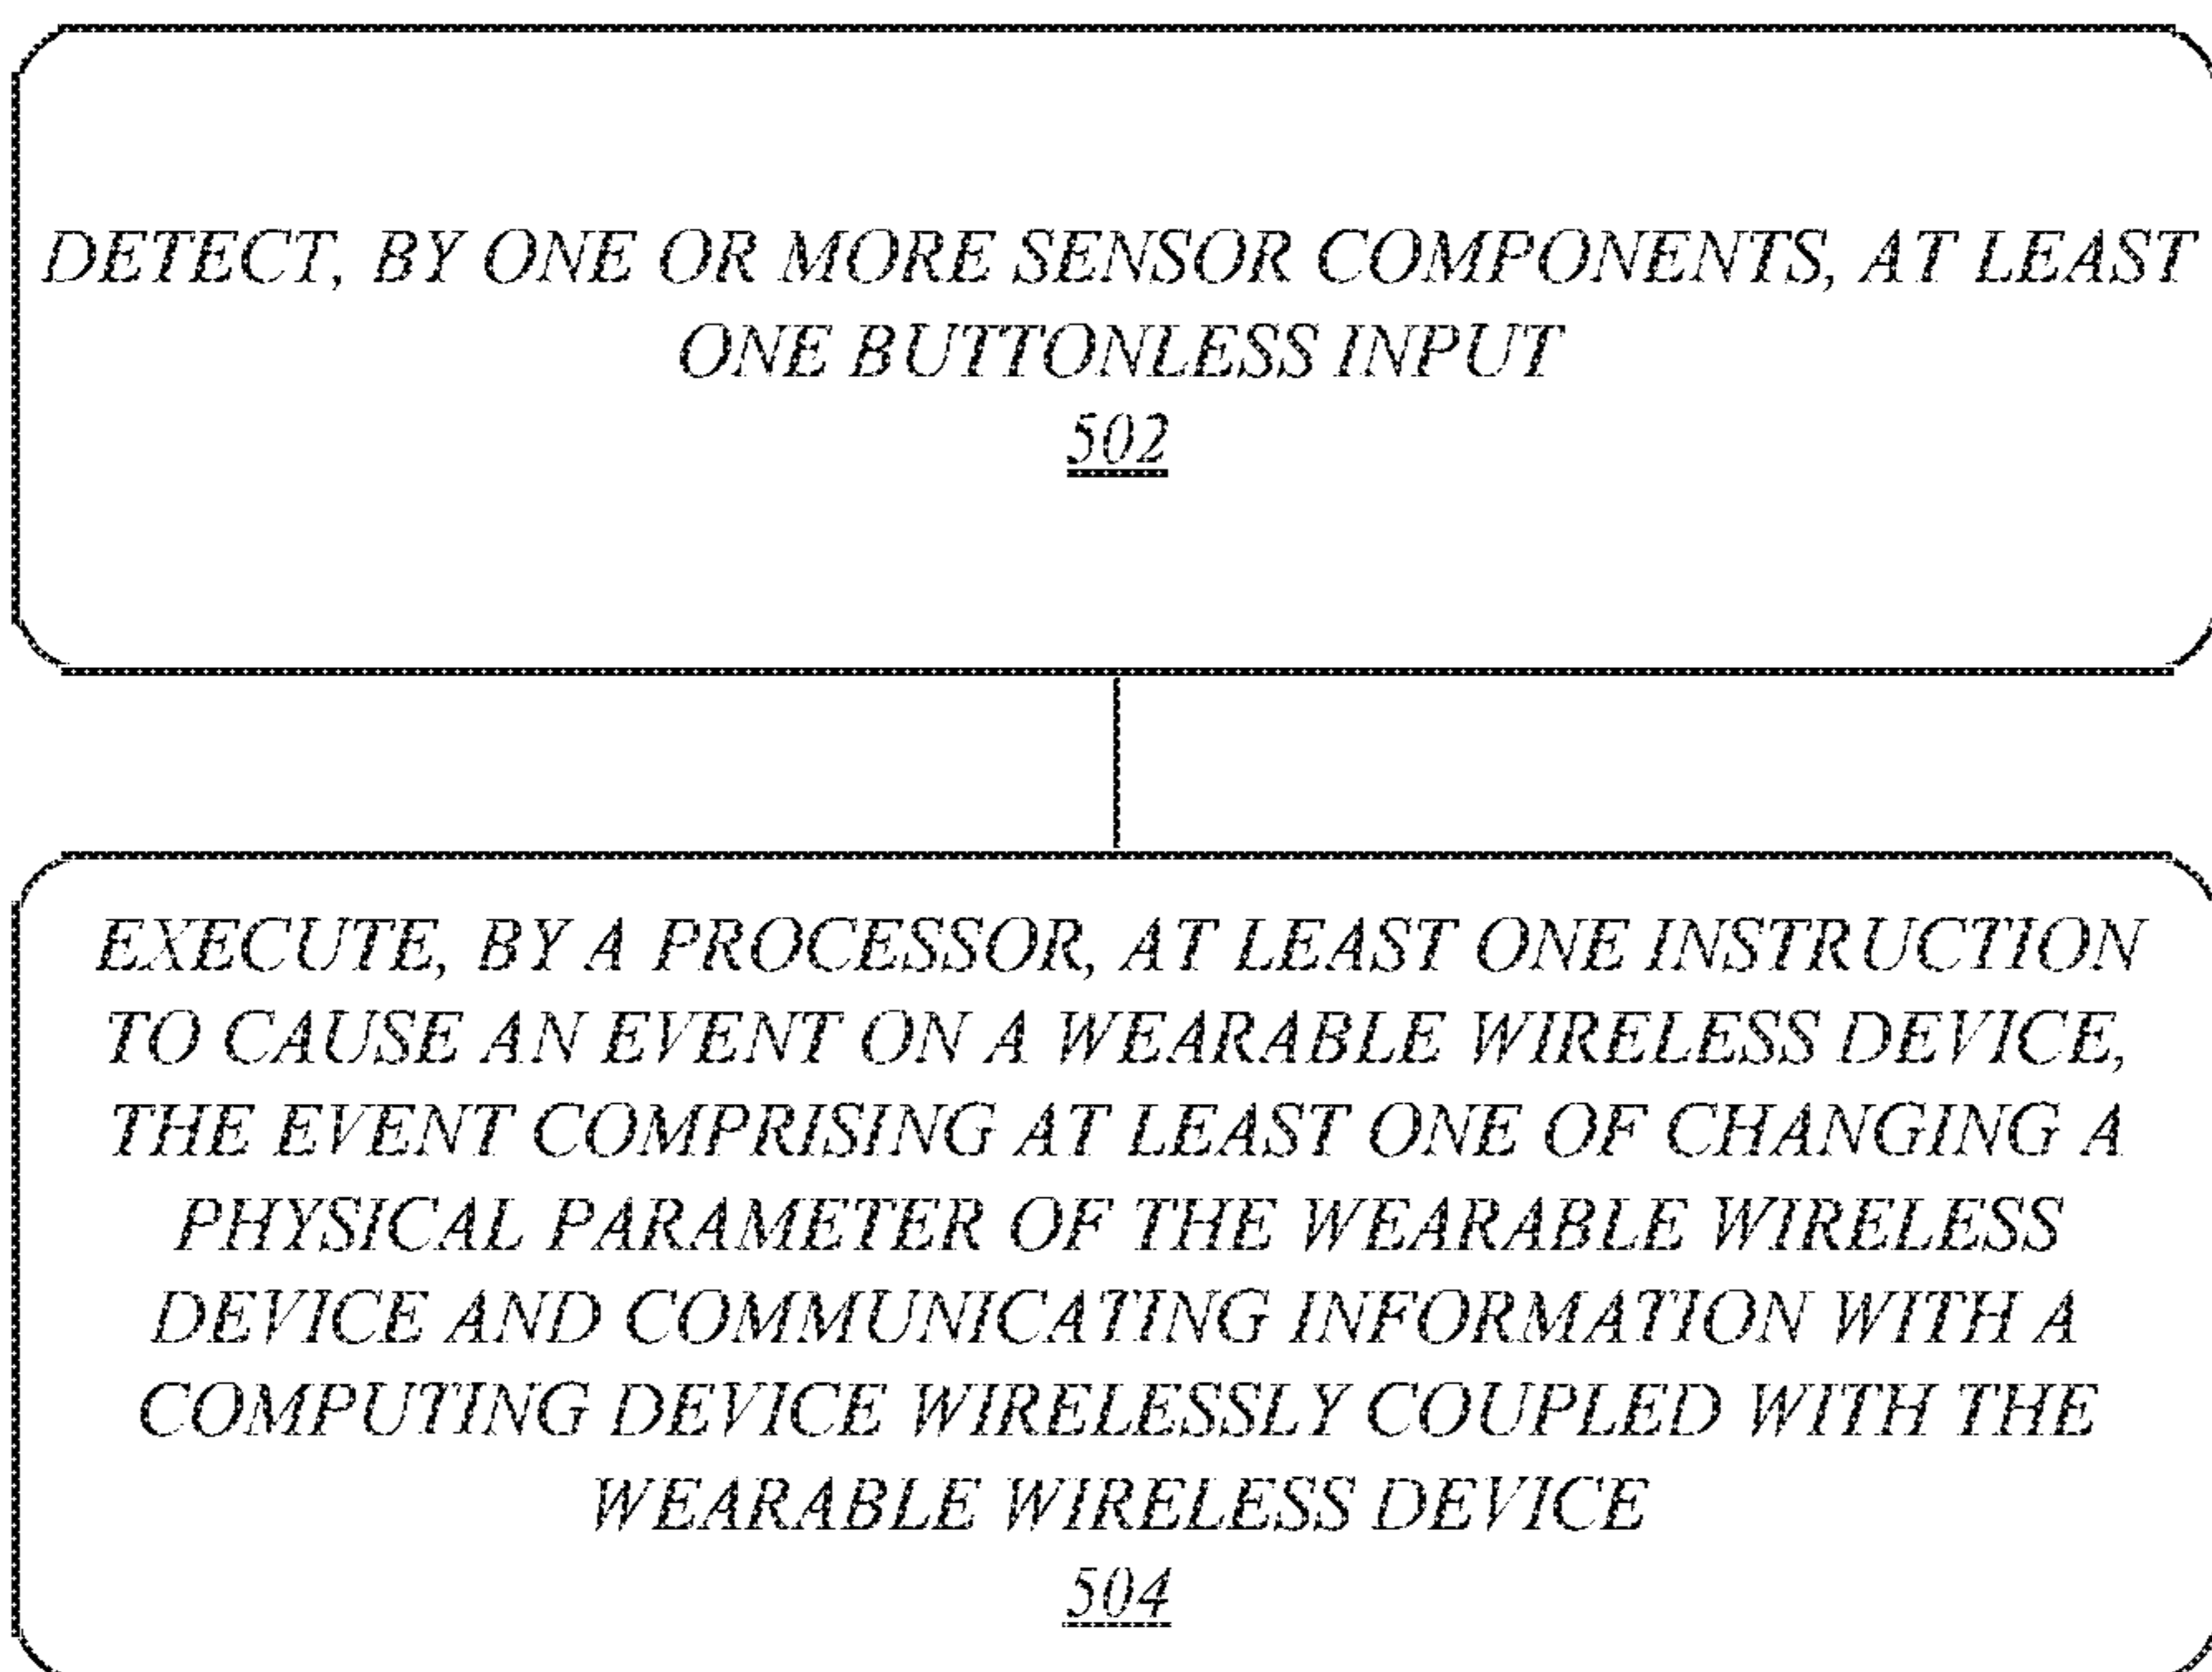 DETECT, BY ONE OR MORE SENSOR COMPONENTS, AT LEAST
ONE BUTTONLESS INPUT
502
EXECUTE, BY A PROCESSOR, AT LEAST ONE INSTRUCTION
TO CAUSE AN EVENT ON A WEARABLE WIRELESS DEVICE,
THE EVENT COMPRISING AT LEAST ONE OF CHANGING A
PHYSICAL PARAMETER OF THE WEARABLE WIRELESS
DEVICE AND COMMUNICATING INFORMATION WITH A
COMPUTING DEVICE WIRELESSLY COUPLED WITH THE
WEARABLE WIRELESS DEVICE
504